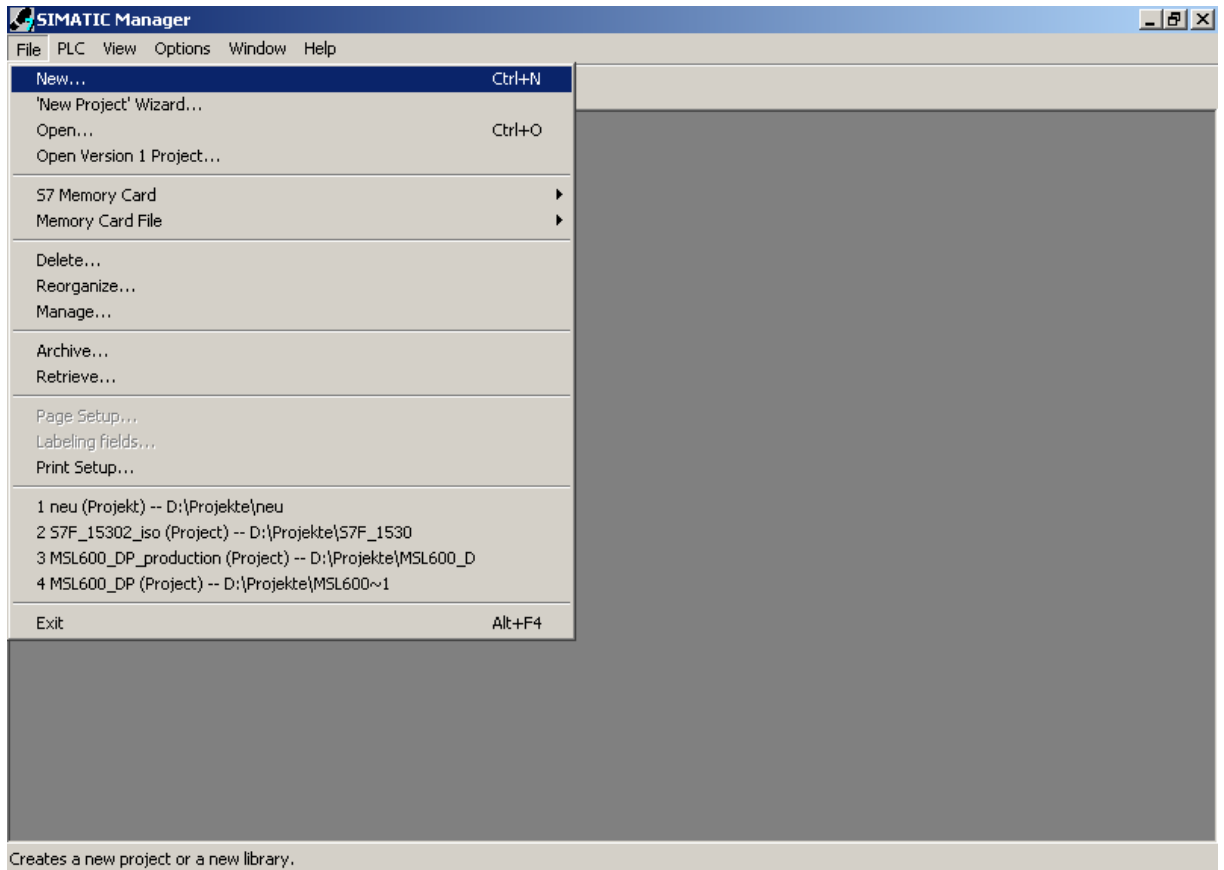 SIMATIC Manager
File PLC View Options Window Help
New... Ctrl+N
'New Project' Wizard...
Open... Ctrl+O
Open Version 1 Project...
S7 Memory Card
Memory Card File
Delete...
Reorganize...
Manage...
Archive...
Retrieve...
Page Setup...
Labeling fields...
Print Setup...
1 neu (Projekt) -- D:\Projekte\neu
2 S7F_15302_iso (Project) -- D:\Projekte\S7F_1530
3 MSL600_DP_production (Project) -- D:\Projekte\MSL600_D
4 MSL600_DP (Project) -- D:\Projekte\MSL600~1
Exit Alt+F4
Creates a new project or a new library.